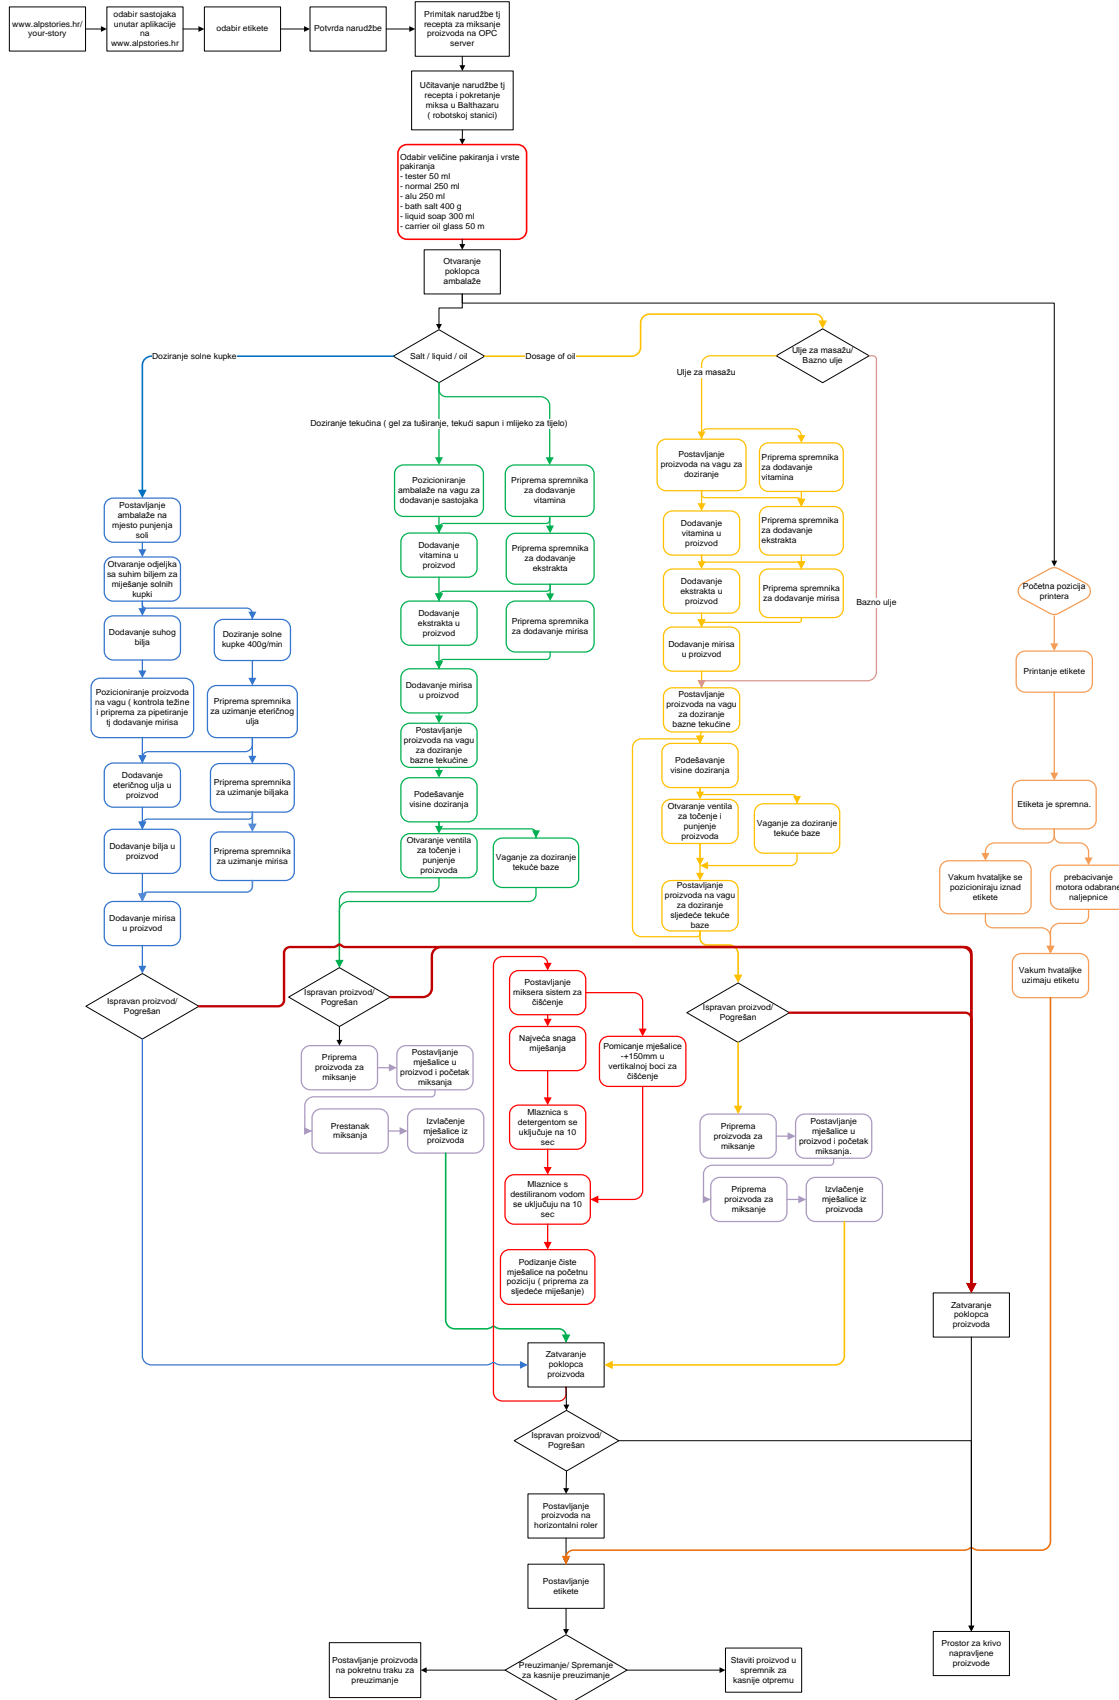 www.alpstories.hr/
your-story
odabir sastojaka
unutar aplikacije
na
www.alpstories.hr
odabir etikete
Potvrda narudžbe
Primitak narudžbe tj
recepta za miksanje
proizvoda na OPC
server
Učitavanje narudžbe tj
recepta i pokretanje
miksa u Balthazaru
( robotskoj stanici)
Odabir veličine pakiranja i vrste
pakiranja
- tester 50 ml
- normal 250 ml
- alu 250 ml
- bath salt 400 g
- liquid soap 300 ml
- carrier oil glass 50 m
Otvaranje
poklopca
ambalaže
Doziranje solne kupke
Salt / liquid / oil
Dosage of oil
Ulje za masažu/
Bazno ulje
Ulje za masažu
Doziranje tekućina ( gel za tuširanje, tekući sapun i mlijeko za tijelo)
Bazno ulje
Postavljanje
ambalaže na
mjesto punjenja
soli
Otvaranje odjeljka
sa suhim biljem za
miješanje solnih
kupki
Dodavanje suhog
bilja
Doziranje solne
kupke 400g/min
Pozicioniranje proizvoda
na vagu ( kontrola težine
i priprema za pipetiranje
tj dodavanje mirisa
Priprema spremnika
za uzimanje eteričnog
ulja
Dodavanje
eteričnog ulja u
proizvod
Priprema spremnika
za uzimanje biljaka
Dodavanje bilja u
proizvod
Priprema spremnika
za uzimanje mirisa
Dodavanje mirisa
u proizvod
Ispravan proizvod/
Pogrešan
Pozicioniranje
ambalaže na vagu za
dodavanje sastojaka
Priprema spremnika
za dodavanje
vitamina
Dodavanje
vitamina u
proizvod
Priprema spremnika
za dodavanje
ekstrakta
Dodavanje
ekstrakta u
proizvod
Priprema spremnika
za dodavanje mirisa
Dodavanje mirisa
u proizvod
Postavljanje
proizvoda na vagu
za doziranje
bazne tekućine
Podešavanje
visine doziranja
Otvaranje ventila
za točenje i
punjenje
proizvoda
Vaganje za doziranje
tekuće baze
Ispravan proizvod/
Pogrešan
Priprema
proizvoda za
miksanje
Postavljanje
mješalice u
proizvod i početak
miksanja
Prestanak
miksanja
Izvlačenje
mješalice iz
proizvoda
Postavljanje
miksera sistem za
čišćenje
Najveća snaga
miješanja
Pomicanje mješalice
-+150mm u
vertikalnoj boci za
čišćenje
Mlaznica s
detergentom se
uključuje na 10
sec
Mlaznice s
destiliranom vodom
se uključuju na 10
sec
Podizanje čiste
mješalice na početnu
poziciju ( priprema za
sljedeće miješanje)
Postavljanje
proizvoda na vagu za
doziranje
Priprema spremnika
za dodavanje
vitamina
Dodavanje
vitamina u
proizvod
Priprema spremnika
za dodavanje
ekstrakta
Dodavanje
ekstrakta u
proizvod
Priprema spremnika
za dodavanje mirisa
Dodavanje mirisa
u proizvod
Postavljanje
proizvoda na vagu
za doziranje
bazne tekućine
Podešavanje
visine doziranja
Otvaranje ventila
za točenje i
punjenje
proizvoda
Vaganje za doziranje
tekuće baze
Postavljanje
proizvoda na vagu
za doziranje
sljedeće tekuće
baze
Ispravan proizvod/
Pogrešan
Priprema
proizvoda za
miksanje
Postavljanje
mješalice u
proizvod i početak
miksanja.
Priprema
proizvoda za
miksanje
Izvlačenje
mješalice iz
proizvoda
Početna pozicija
printera
Printanje etikete
Etiketa je spremna.
Vakum hvataljke se
pozicioniraju iznad
etikete
prebacivanje
motora odabrane
naljepnice
Vakum hvataljke
uzimaju etiketu
Zatvaranje
poklopca
proizvoda
Zatvaranje
poklopca
proizvoda
Ispravan proizvod/
Pogrešan
Postavljanje
proizvoda na
horizontalni roler
Postavljanje
etikete
Preuzimanje/ Spremanje
za kasnije preuzimanje
Postavljanje proizvoda
na pokretnu traku za
preuzimanje
Staviti proizvod u
spremnik za
kasnije otpremu
Prostor za krivo
napravljene
proizvode